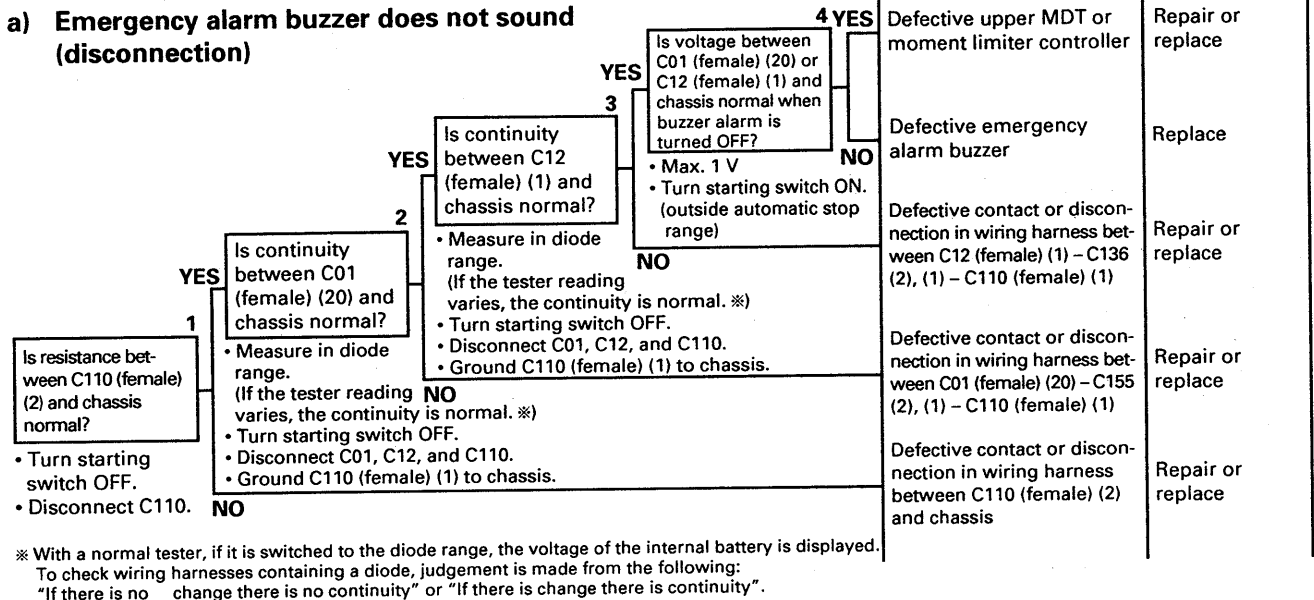 a) Emergency alarm buzzer does not sound
(disconnection)
1
Is resistance bet-
ween C110 (female)
(2) and chassis
normal?
• Turn starting
switch OFF.
• Disconnect C110.
YES
NO
2
Is continuity
between C01
(female) (20) and
chassis normal?
• Measure in diode
range.
(If the tester reading
varies, the continuity is normal. ※)
• Turn starting switch OFF.
• Disconnect C01, C12, and C110.
• Ground C110 (female) (1) to chassis.
YES
NO
3
Is continuity
between C12
(female) (1) and
chassis normal?
• Measure in diode
range.
(If the tester reading
varies, the continuity is normal. ※)
• Turn starting switch OFF.
• Disconnect C01, C12, and C110.
• Ground C110 (female) (1) to chassis.
YES
NO
4
Is voltage between
C01 (female) (20) or
C12 (female) (1) and
chassis normal when
buzzer alarm is
turned OFF?
• Max. 1 V
• Turn starting switch ON.
(outside automatic stop
range)
YES
NO
Defective upper MDT or
moment limiter controller
Repair or
replace
Defective emergency
alarm buzzer
Replace
Defective contact or discon-
nection in wiring harness bet-
ween C12 (female) (1) – C136
(2), (1) – C110 (female) (1)
Repair or
replace
Defective contact or discon-
nection in wiring harness bet-
ween C01 (female) (20) – C155
(2), (1) – C110 (female) (1)
Repair or
replace
Defective contact or discon-
nection in wiring harness
between C110 (female) (2)
and chassis
Repair or
replace
※ With a normal tester, if it is switched to the diode range, the voltage of the internal battery is displayed.
To check wiring harnesses containing a diode, judgement is made from the following:
"If there is no change there is no continuity" or "If there is change there is continuity".